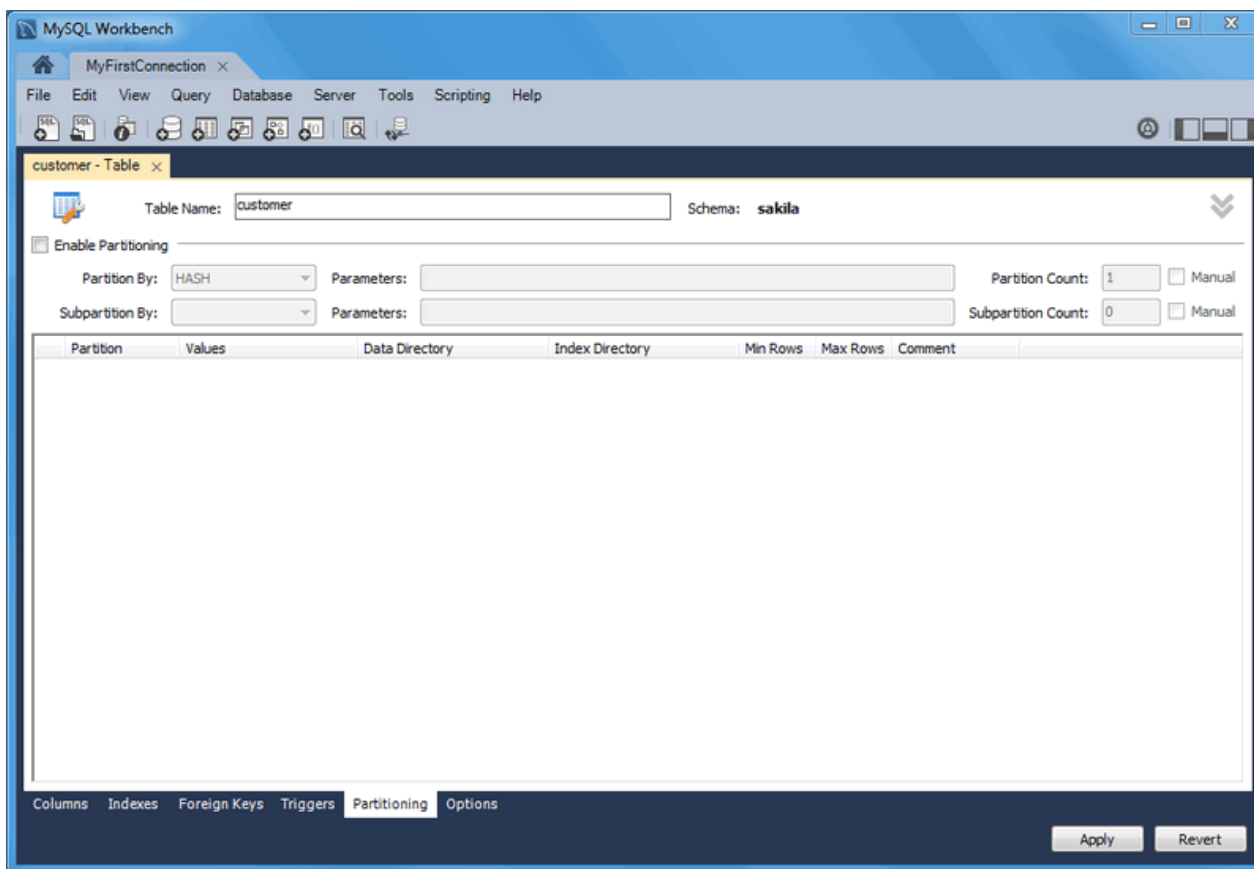 MySQL Workbench
MyFirstConnection
File Edit View Query Database Server Tools Scripting Help
SQL SQL
customer - Table
Table Name: customer Schema: sakila
Enable Partitioning
Partition By: HASH Parameters: Partition Count: 1 Manual
Subpartition By: Parameters: Subpartition Count: 0 Manual
Partition Values Data Directory Index Directory Min Rows Max Rows Comment
Columns Indexes Foreign Keys Triggers Partitioning Options
Apply Revert